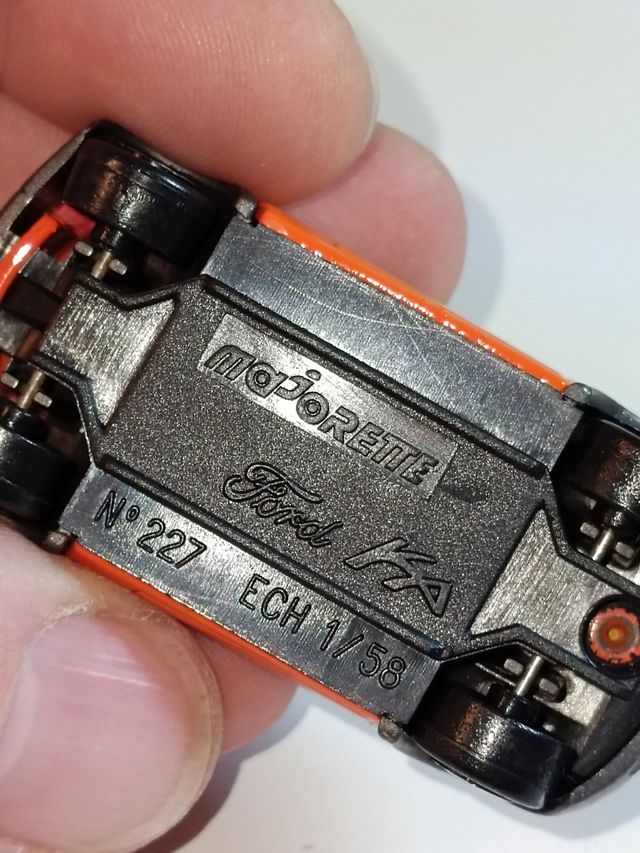 majorette
Ford KA
N° 227 ECH 1/58